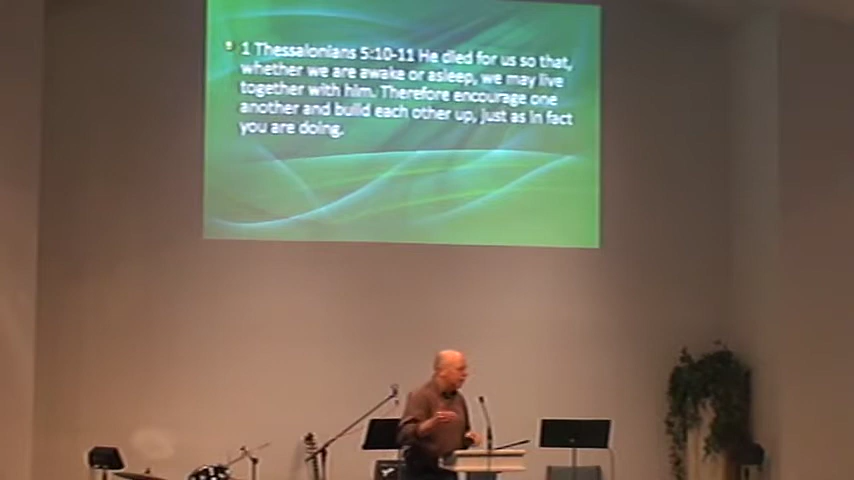 1 Thessalonians 5:10-11 He died for us so that,
whether we are awake or asleep, we may live
together with him. Therefore encourage one
another and build each other up, just as in fact
you are doing.